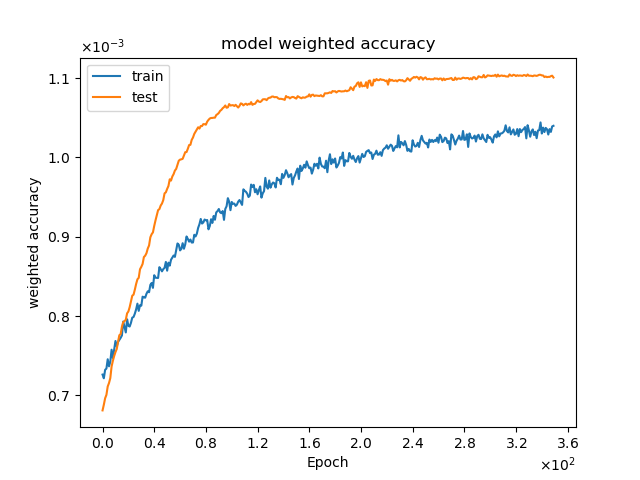 model weighted accuracy
×10⁻³
train
test
1.1
1.0
0.9
0.8
0.7
weighted accuracy
0.0 0.4 0.8 1.2 1.6 2.0 2.4 2.8 3.2 3.6
Epoch
×10²